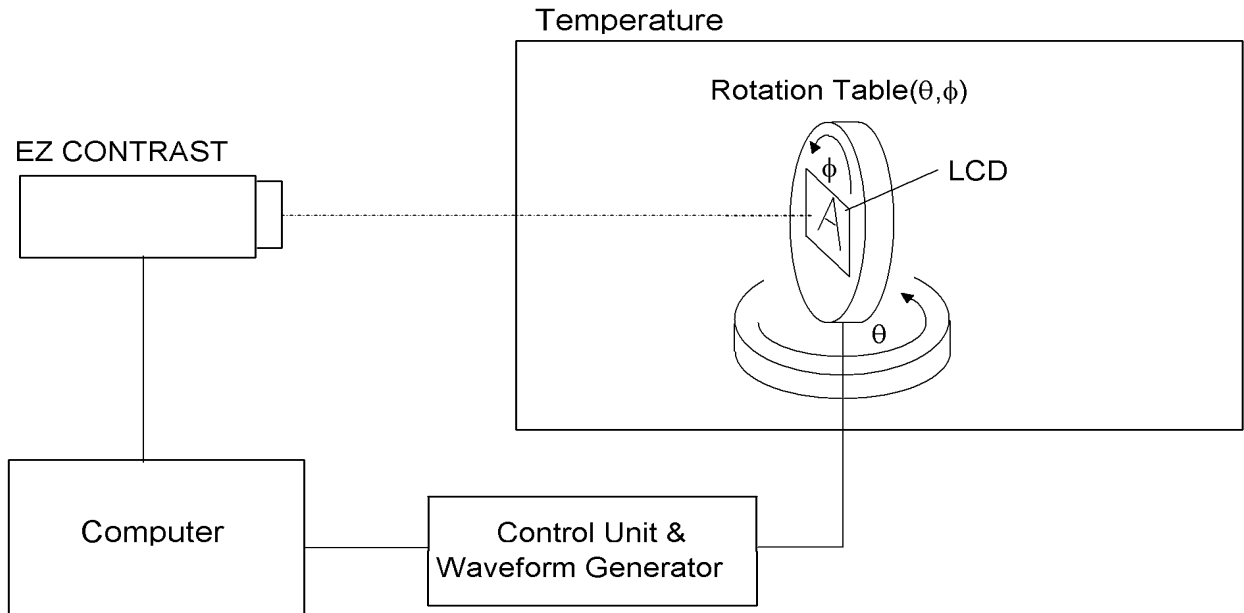 Temperature
Rotation Table(θ,ϕ)
EZ CONTRAST
ϕ
LCD
A
θ
Computer
Control Unit &
Waveform Generator